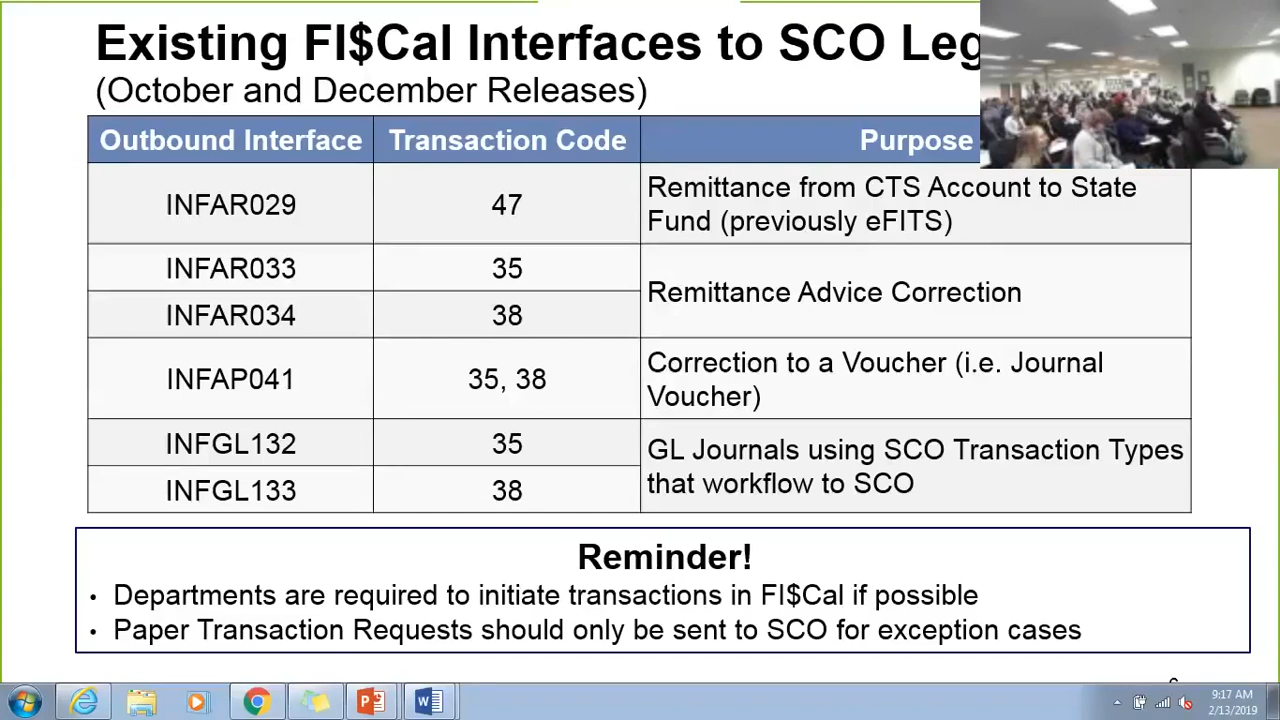 Existing FI$Cal Interfaces to SCO Leg
(October and December Releases)
Outbound Interface Transaction Code Purpose
INFAR029 47 Remittance from CTS Account to State
Fund (previously eFITS)
INFAR033 35
Remittance Advice Correction
INFAR034 38
INFAP041 35, 38 Correction to a Voucher (i.e. Journal
Voucher)
INFGL132 35 GL Journals using SCO Transaction Types
that workflow to SCO
INFGL133 38
Reminder!
• Departments are required to initiate transactions in FI$Cal if possible
• Paper Transaction Requests should only be sent to SCO for exception cases
9:17 AM
2/13/2019